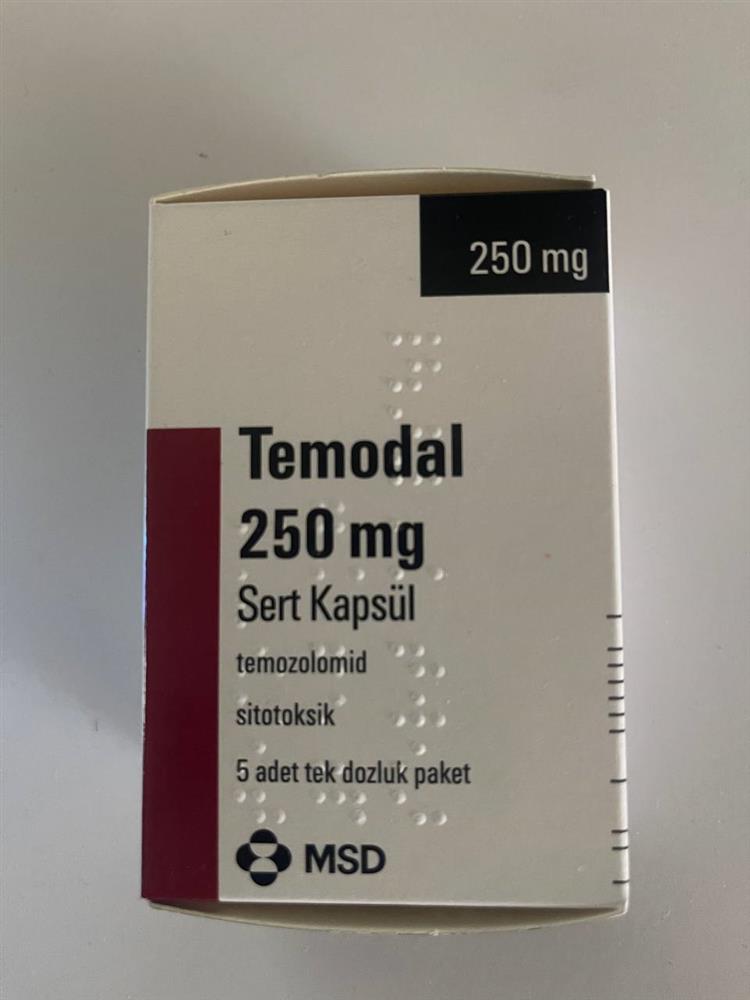 250 mg
Temodal
250 mg
Sert Kapsül
temozolomid
sitotoksik
5 adet tek dozluk paket
MSD